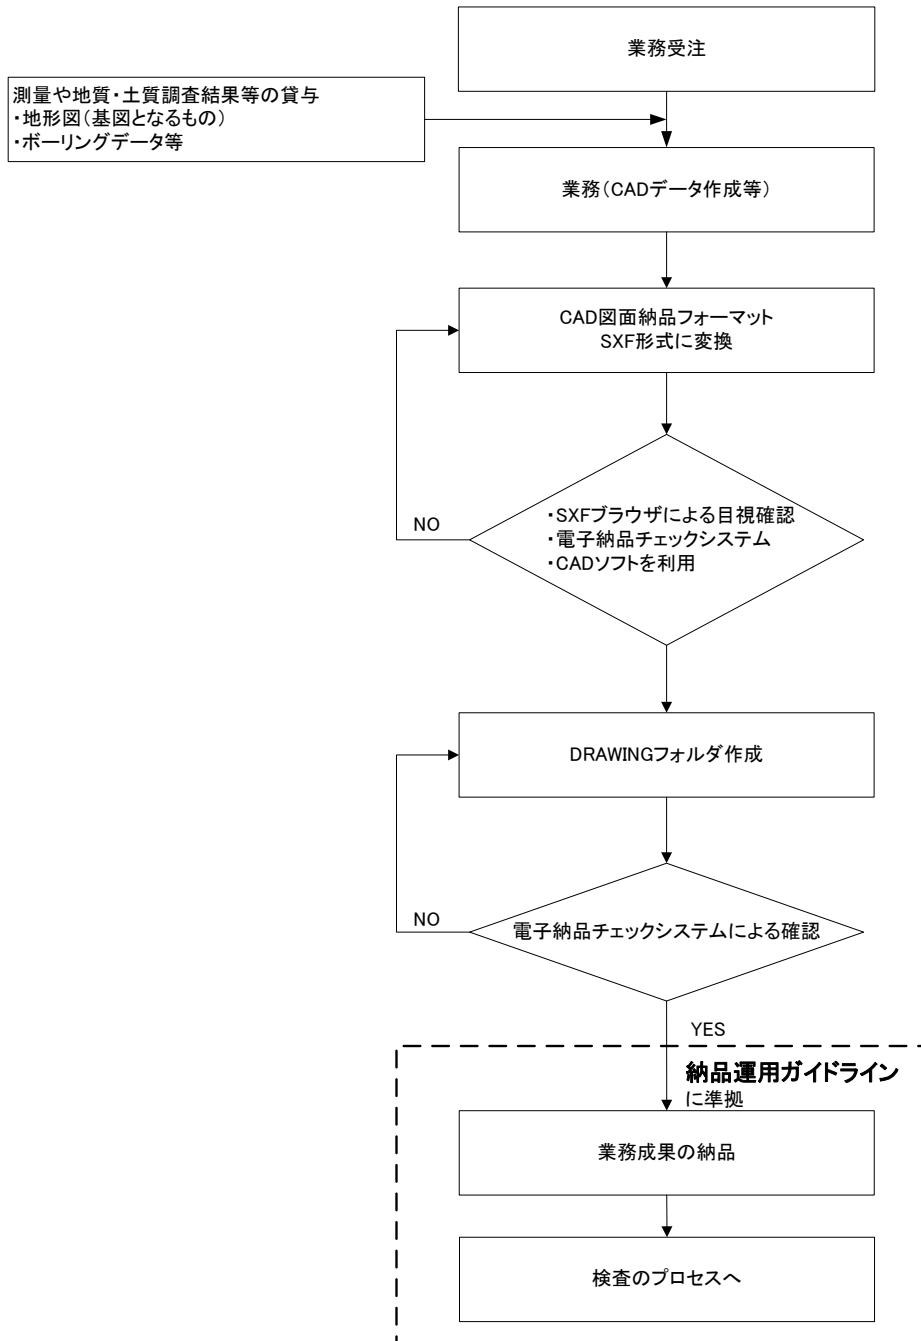 業務受注
測量や地質・土質調査結果等の貸与
・地形図(基図となるもの)
・ボーリングデータ等
業務(CADデータ作成等)
CAD図面納品フォーマット
SXF形式に変換
・SXFブラウザによる目視確認
・電子納品チェックシステム
・CADソフトを利用
NO
DRAWINGフォルダ作成
電子納品チェックシステムによる確認
NO
YES
納品運用ガイドライン
に準拠
業務成果の納品
検査のプロセスへ